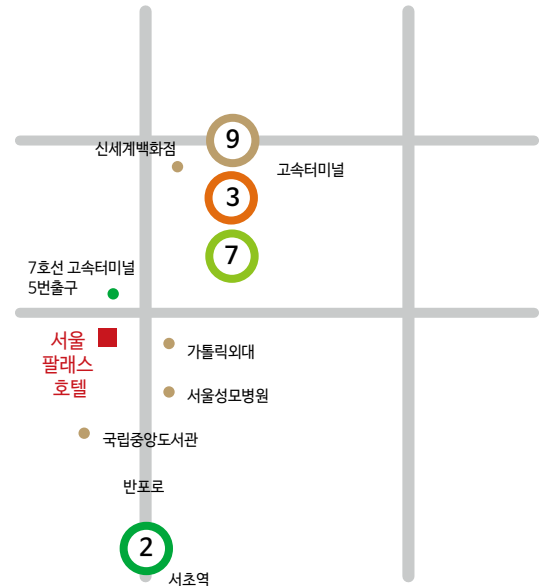 9
신세계백화점
고속터미널
3
7
7호선 고속터미널
5번출구
서울
팔래스
호텔
가톨릭외대
서울성모병원
국립중앙도서관
반포로
2
서초역